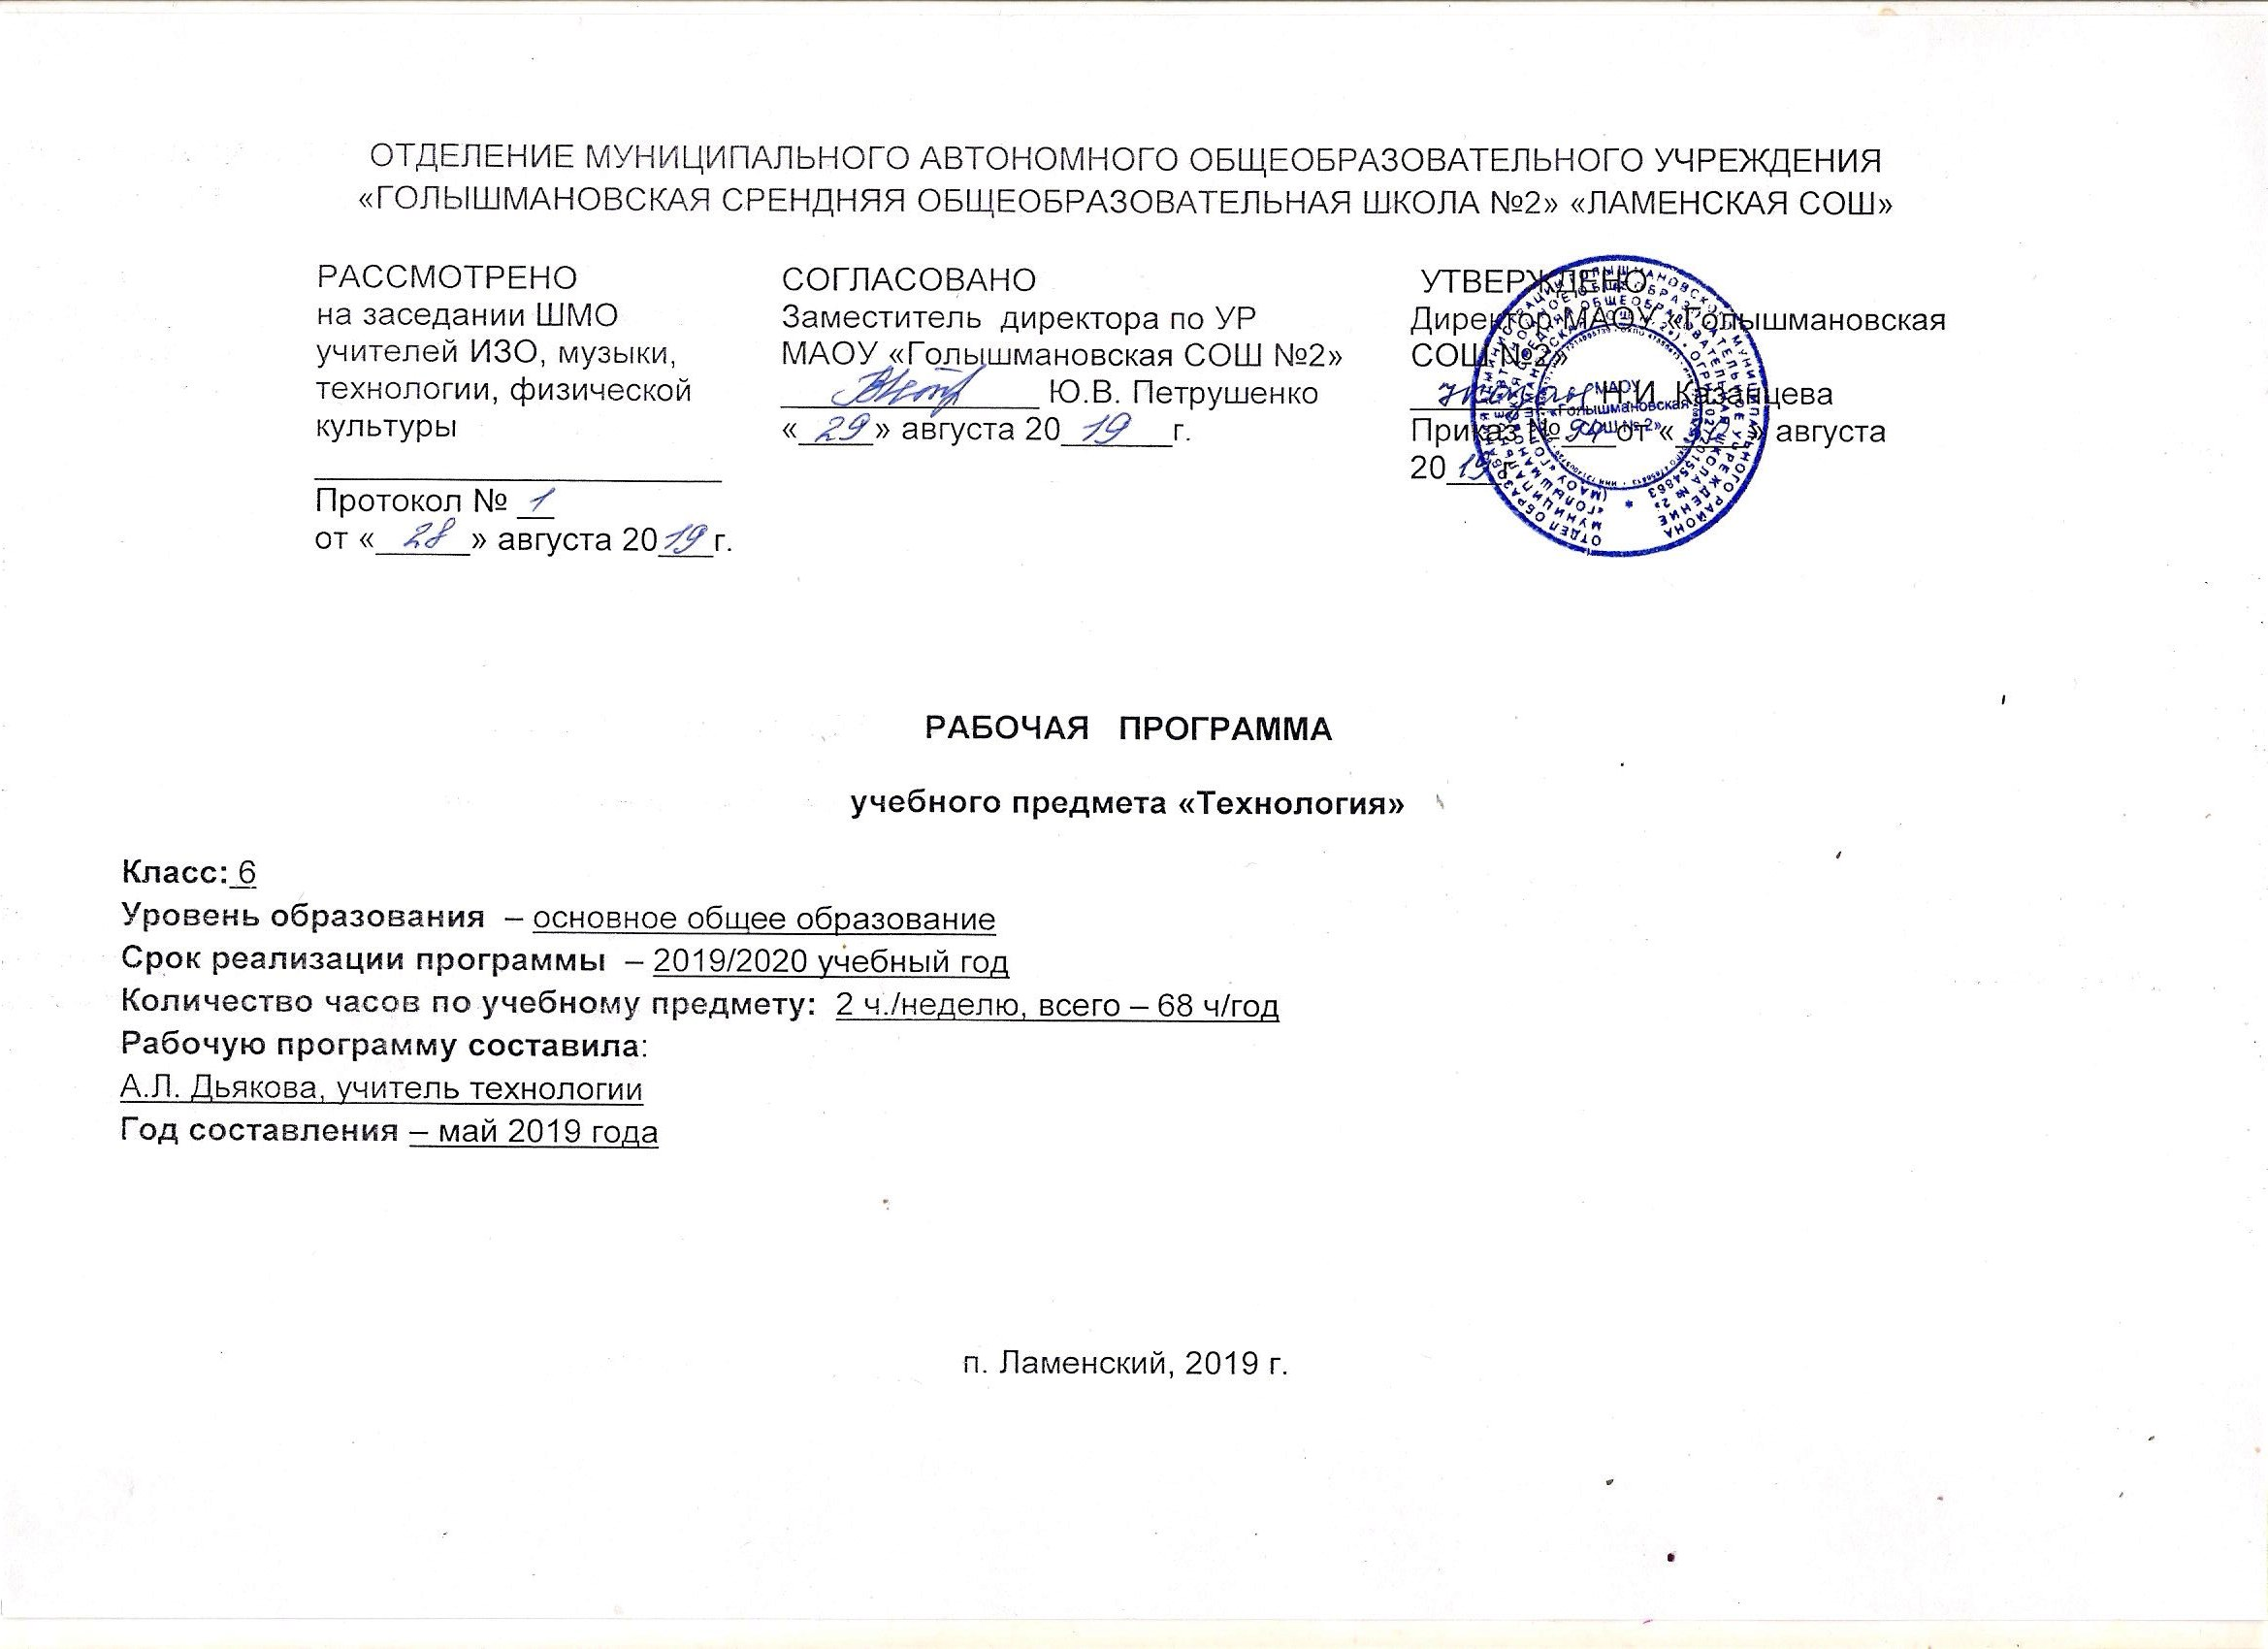 ОТДЕЛЕНИЕ МУНИЦИПАЛЬНОГО АВТОНОМНОГО ОБЩЕОБРАЗОВАТЕЛЬНОГО УЧРЕЖДЕНИЯ
«ГОЛЫШМАНОВСКАЯ СРЕНДНЯЯ ОБЩЕОБРАЗОВАТЕЛЬНАЯ ШКОЛА №2» «ЛАМЕНСКАЯ СОШ»
РАССМОТРЕНО
на заседании ШМО
учителей ИЗО, музыки,
технологии, физической
культуры
Протокол № 1
от «28» августа 2019г.
СОГЛАСОВАНО
Заместитель директора по УР
МАОУ «Голышмановская СОШ №2»
Ю.В. Петрушенко
«29» августа 2019г.
УТВЕРЖДЕНО
Директор МАОУ «Голышмановская
СОШ №2»
Н.И. Казанцева
Приказ № от « » августа
2019г.
МАОУ
«Голышмановская
СОШ № 2»
РАБОЧАЯ ПРОГРАММА
учебного предмета «Технология»
Класс: 6
Уровень образования – основное общее образование
Срок реализации программы – 2019/2020 учебный год
Количество часов по учебному предмету: 2 ч./неделю, всего – 68 ч/год
Рабочую программу составила:
А.Л. Дьякова, учитель технологии
Год составления – май 2019 года
п. Ламенский, 2019 г.